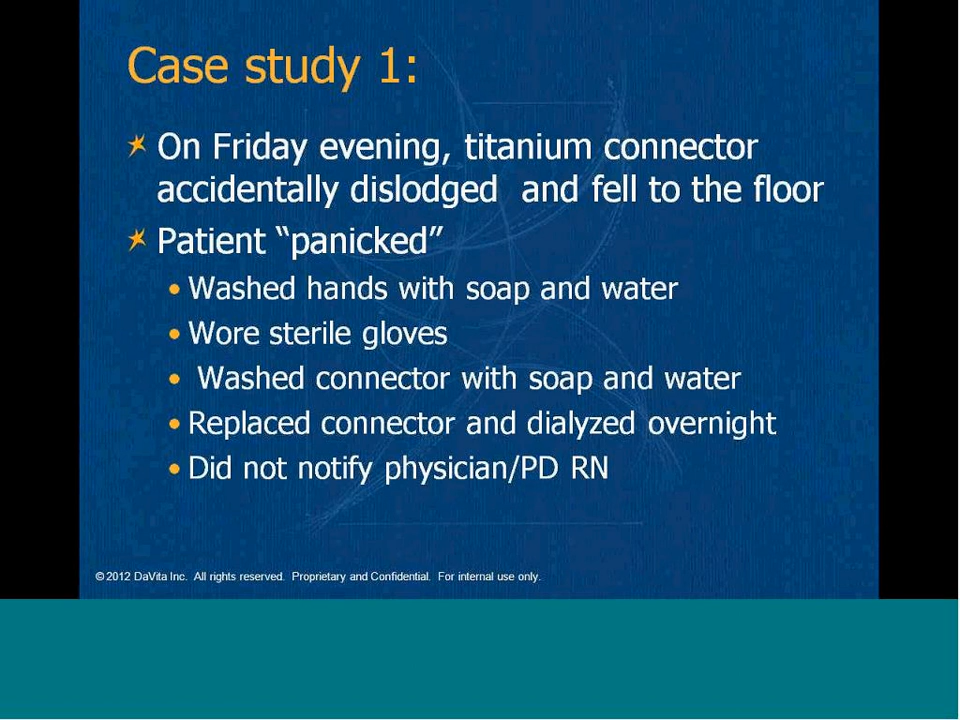 Case study 1:
On Friday evening, titanium connector
accidentally dislodged and fell to the floor
Patient “panicked”
Washed hands with soap and water
Wore sterile gloves
Washed connector with soap and water
Replaced connector and dialyzed overnight
Did not notify physician/PD RN
© 2012 DaVita Inc. All rights reserved. Proprietary and Confidential. For internal use only.